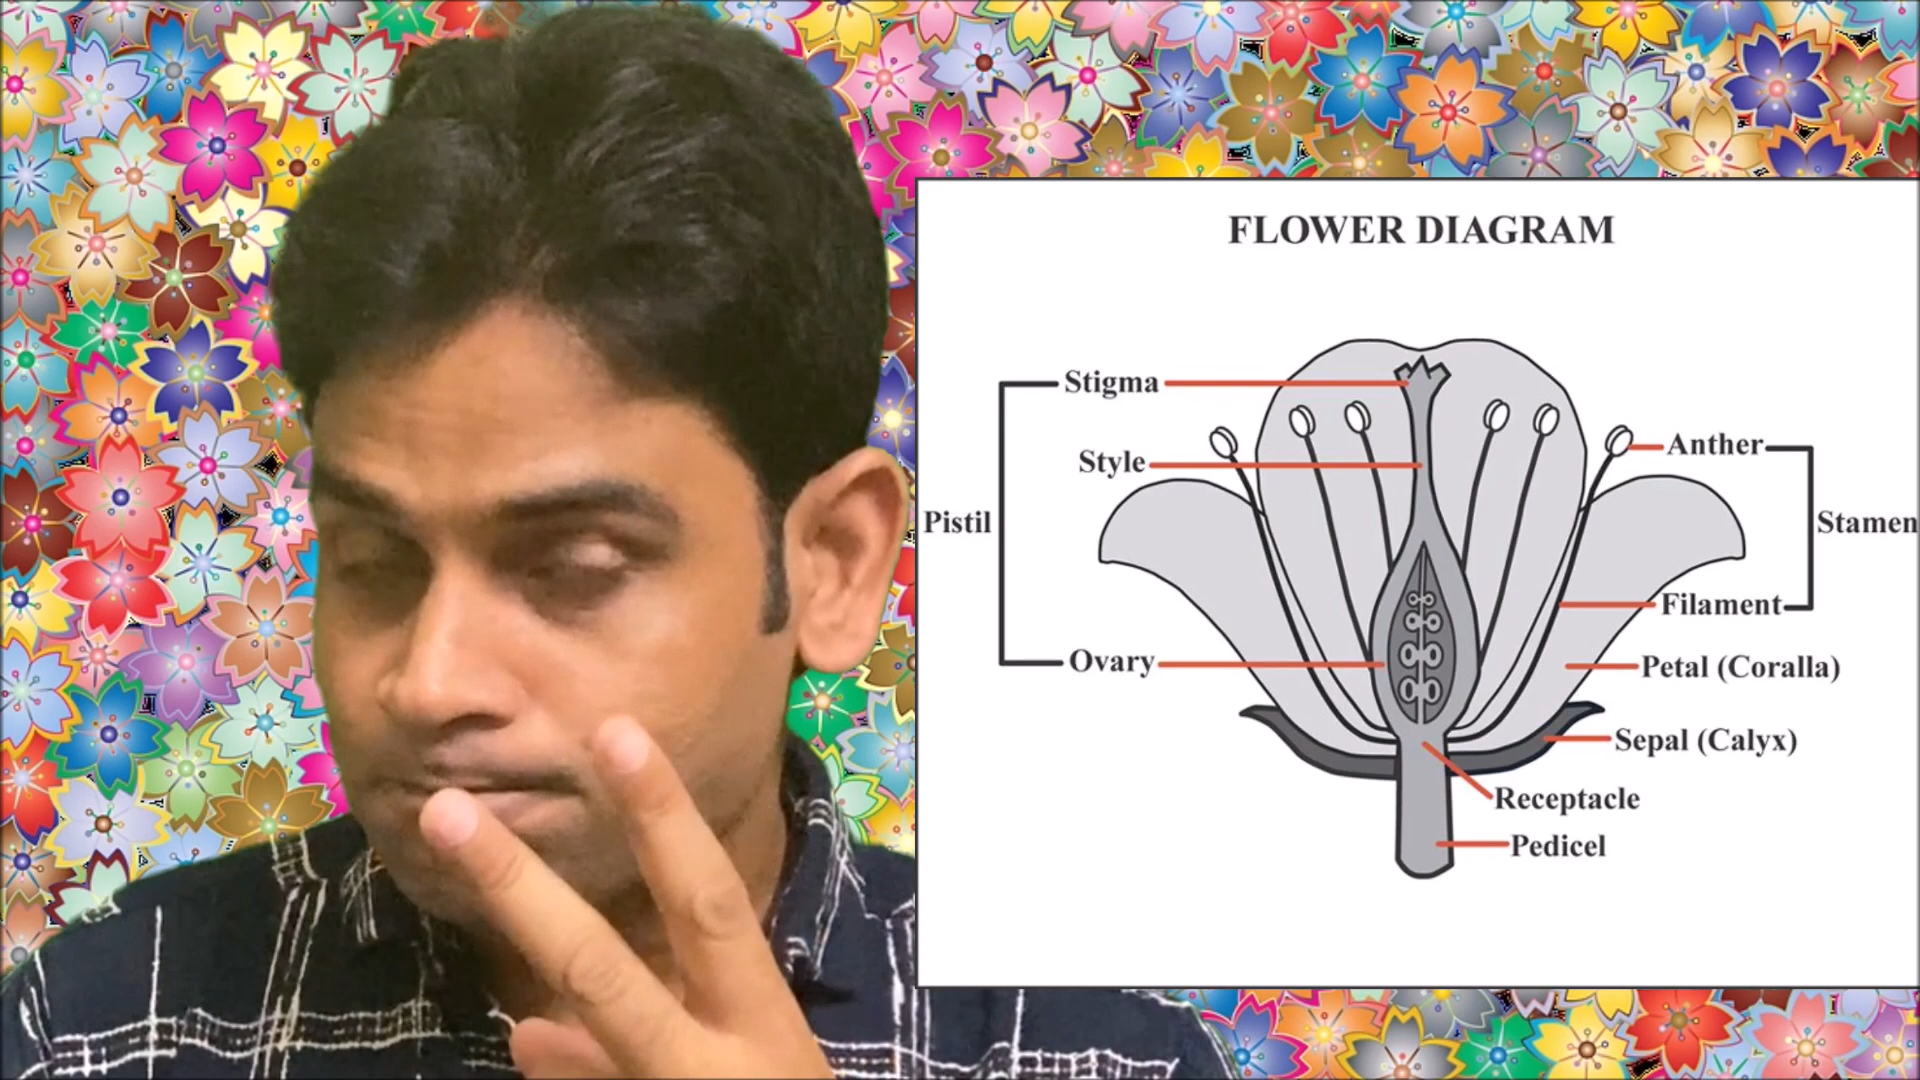 FLOWER DIAGRAM
Stigma
Style
Pistil
Ovary
Anther
Stamen
Filament
Petal (Coralla)
Sepal (Calyx)
Receptacle
Pedicel